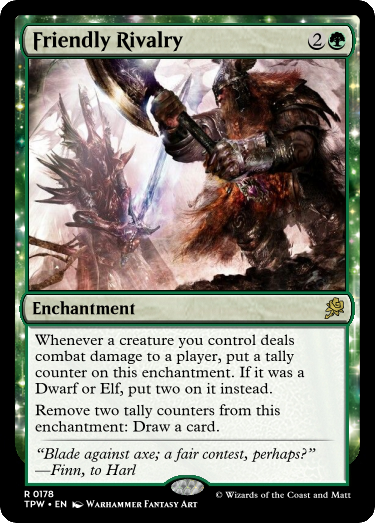 Friendly Rivalry 2
Enchantment
Whenever a creature you control deals
combat damage to a player, put a tally
counter on this enchantment. If it was a
Dwarf or Elf, put two on it instead.
Remove two tally counters from this
enchantment: Draw a card.
“Blade against axe; a fair contest, perhaps?”
—Finn, to Harl
R 0178
TPW • EN Warhammer Fantasy Art
© Wizards of the Coast and Matt